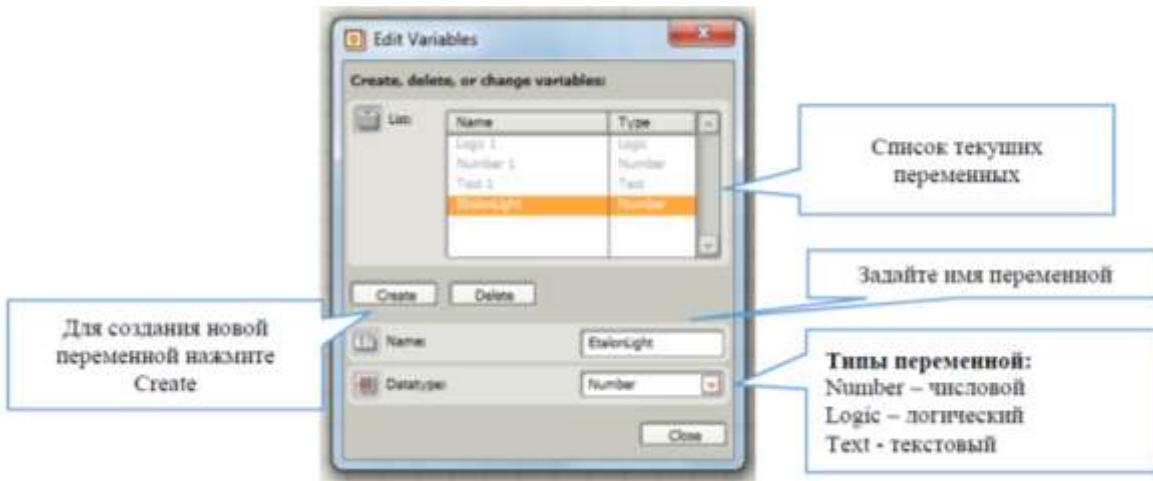 Edit Variables
Create, delete, or change variables:
List:
Name Type
Logic 1 Logic
Number 1 Number
Text 1 Text
EtalonLight Number
Список текуших
переменных
Create Delete
Задайте имя переменной
Для создания новой
переменной нажмите
Create
Name: EtalonLight
Datatype: Number
Типы переменной:
Number – числовой
Logic – логический
Text - текстовый
Close